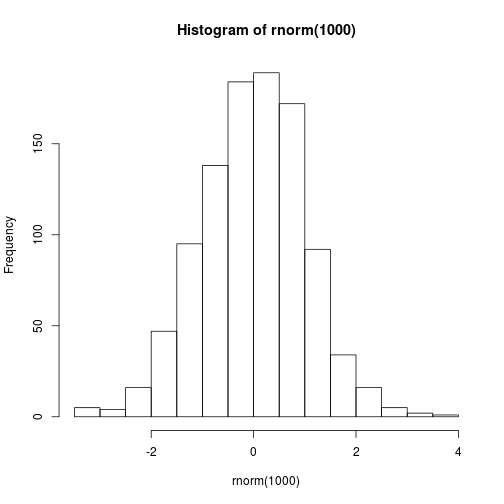 Histogram of rnorm(1000)
Frequency
150
100
50
0
-2 0 2 4
rnorm(1000)